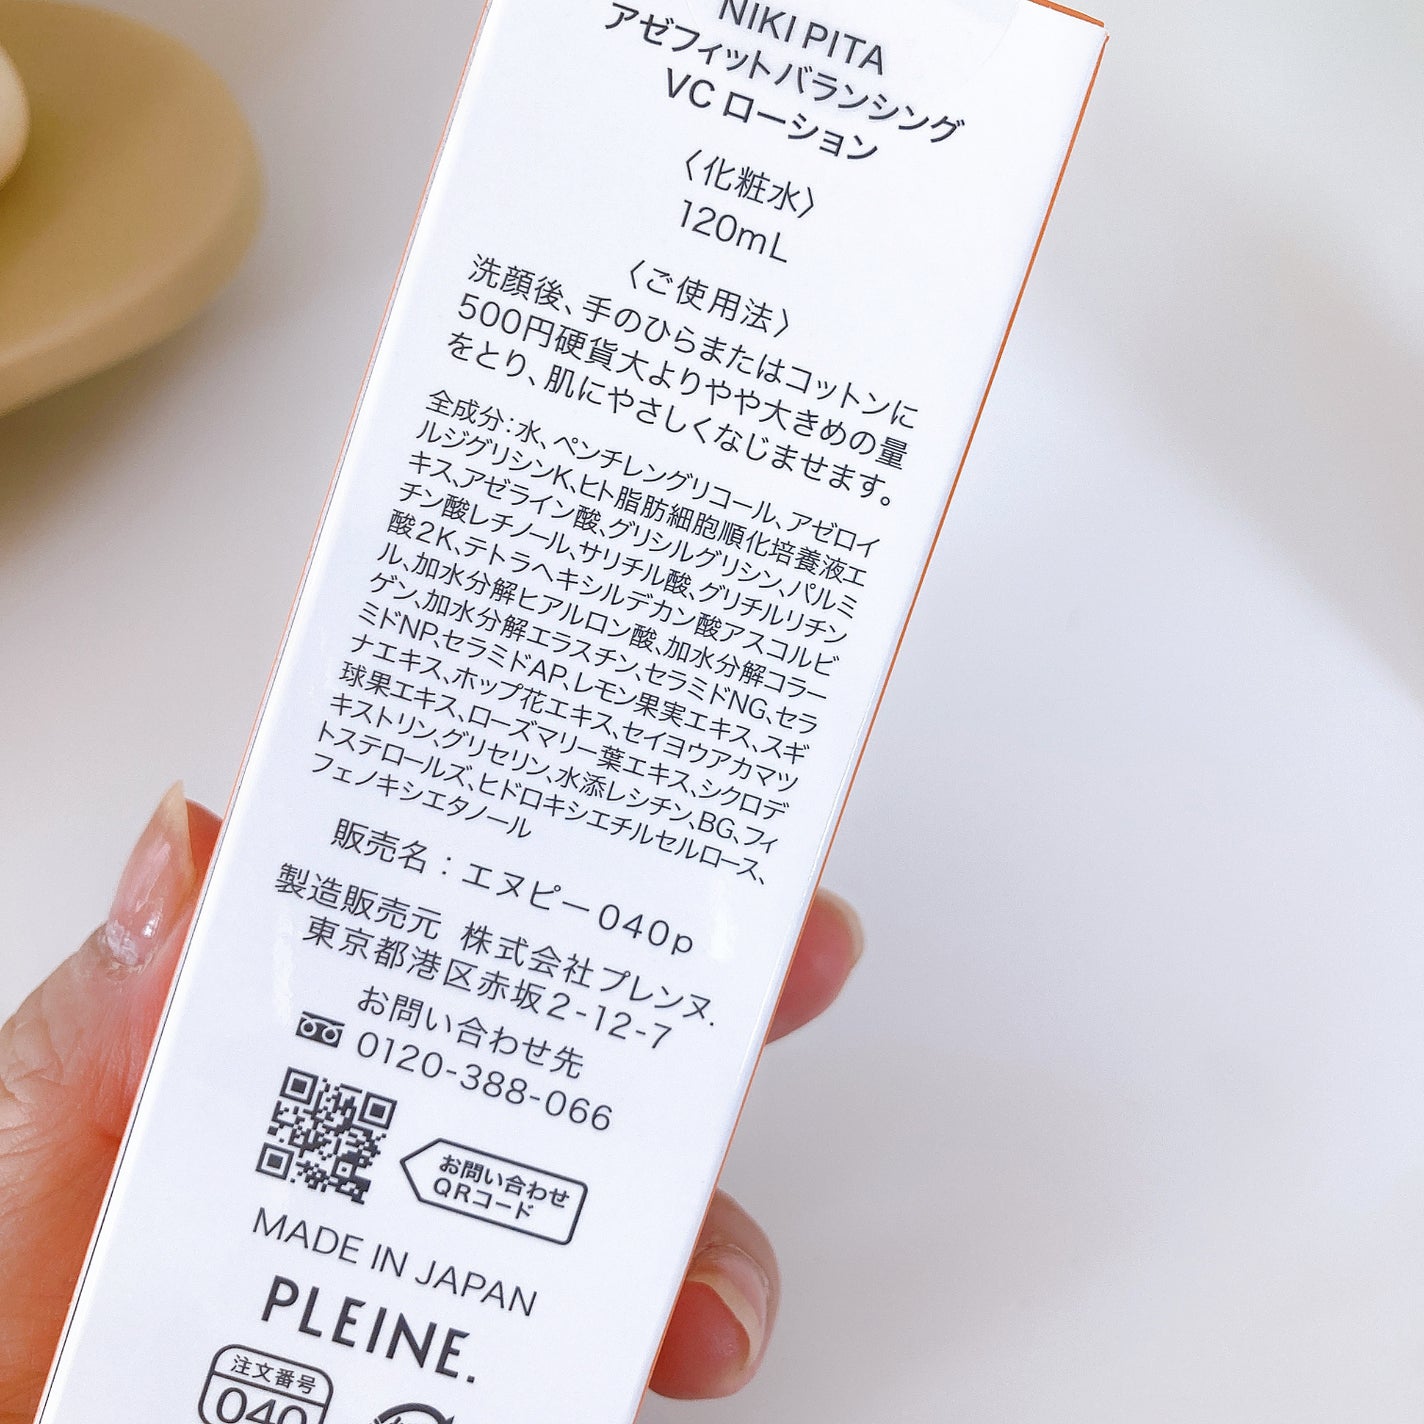 NIKI PITA
アゼフィットバランシング
VC ローション
〈化粧水〉
120mL
〈ご使用法〉
洗顔後、手のひらまたはコットンに
500円硬貨大よりやや大きめの量
をとり、肌にやさしくなじませます。
全成分：水、ペンチレングリコール、アゼロイ
ルジグリシンK、ヒト脂肪細胞順化培養液エ
キス、アゼライン酸、グリシルグリシン、パルミ
チン酸レチノール、サリチル酸、グリチルリチン
酸2K、テトラヘキシルデカン酸アスコルビ
ル、加水分解ヒアルロン酸、加水分解コラー
ゲン、加水分解エラスチン、セラミドNG、セラ
ミドNP、セラミドAP、レモン果実エキス、スギ
ナエキス、ホップ花エキス、セイヨウアカマツ
球果エキス、ローズマリー葉エキス、シクロデ
キストリン、グリセリン、水添レシチン、BG、フィ
トステロールズ、ヒドロキシエチルセルロース、
フェノキシエタノール
販売名：エヌピー040p
製造販売元 株式会社プレンヌ.
東京都港区赤坂2-12-7
お問い合わせ先
0120-388-066
お問い合わせ
QRコード
MADE IN JAPAN
PLEINE.
注文番号
040